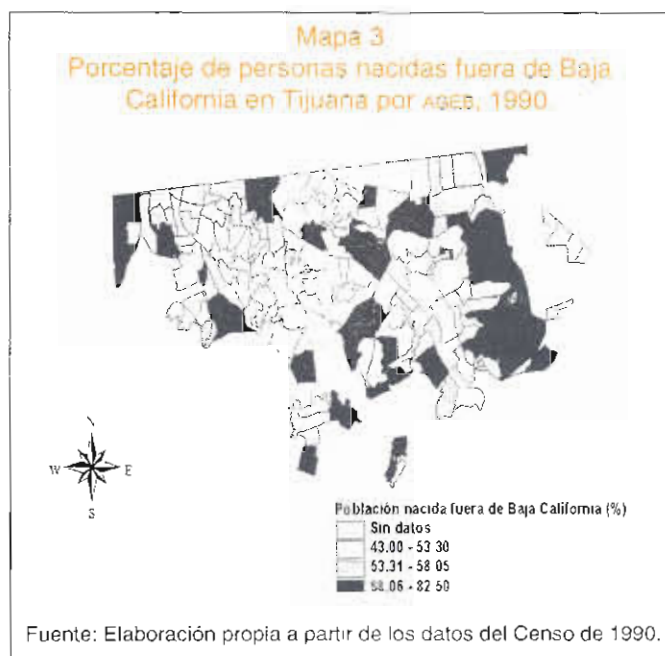 Mapa 3
Porcentaje de personas nacidas fuera de Baja
California en Tijuana por AGEB, 1990
W E
S
Población nacida fuera de Baja California (%)
Sin datos
43.00 - 53.30
53.31 - 58.05
58.06 - 82.50
Fuente: Elaboración propia a partir de los datos del Censo de 1990.